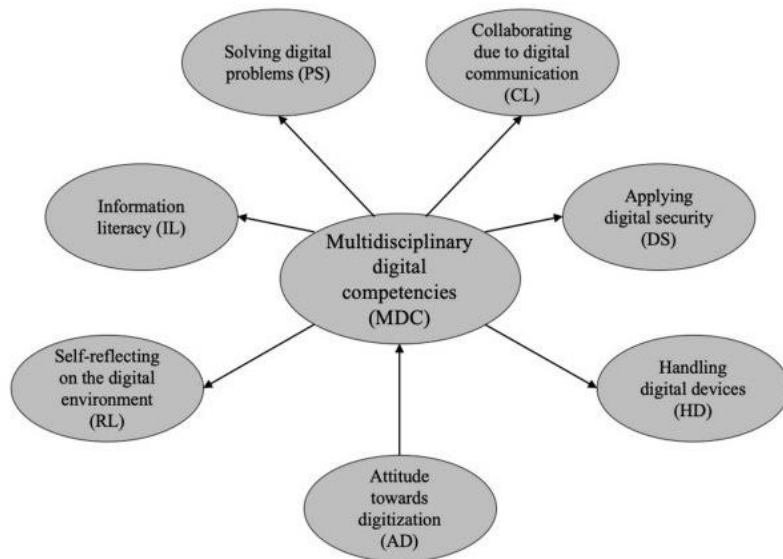 Solving digital
problems (PS)
Collaborating
due to digital
communication
(CL)
Information
literacy (IL)
Applying
digital security
(DS)
Multidisciplinary
digital
competencies
(MDC)
Self-reflecting
on the digital
environment
(RL)
Handling
digital devices
(HD)
Attitude
towards
digitization
(AD)